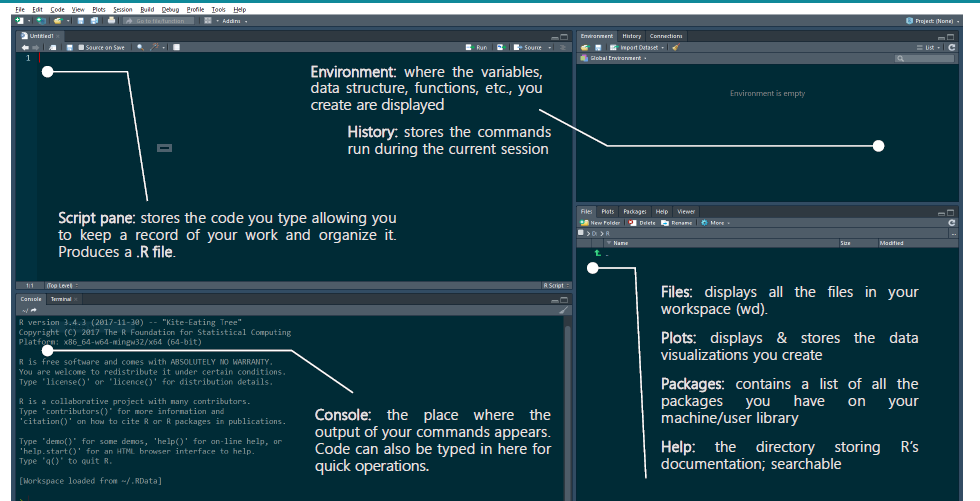 File Edit Code View Plots Session Build Debug Profile Tools Help
Go to file/function Addins Project: (None)
Untitled1
Source on Save Run Source
1
Environment: where the variables,
data structure, functions, etc., you
create are displayed
History: stores the commands
run during the current session
Script pane: stores the code you type allowing you
to keep a record of your work and organize it.
Produces a .R file.
1:1 (Top Level) R Script
Environment History Connections
Import Dataset List
Global Environment
Environment is empty
Console Terminal
~/
R version 3.4.3 (2017-11-30) -- "Kite-Eating Tree"
Copyright (C) 2017 The R Foundation for Statistical Computing
Platform: x86_64-w64-mingw32/x64 (64-bit)
R is free software and comes with ABSOLUTELY NO WARRANTY.
You are welcome to redistribute it under certain conditions.
Type 'license()' or 'licence()' for distribution details.
R is a collaborative project with many contributors.
Type 'contributors()' for more information and
'citation()' on how to cite R or R packages in publications.
Type 'demo()' for some demos, 'help()' for on-line help, or
'help.start()' for an HTML browser interface to help.
Type 'q()' to quit R.
[Workspace loaded from ~/.RData]
Console: the place where the
output of your commands appears.
Code can also be typed in here for
quick operations.
Files Plots Packages Help Viewer
New Folder Delete Rename More
D: R
Name Size Modified
..
Files: displays all the files in your
workspace (wd).
Plots: displays & stores the data
visualizations you create
Packages: contains a list of all the
packages you have on your
machine/user library
Help: the directory storing R's
documentation; searchable